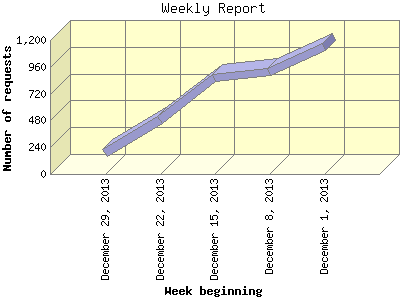 Weekly Report
Number of requests
1,200
960
720
480
240
0
December 29, 2013
December 22, 2013
December 15, 2013
December 8, 2013
December 1, 2013
Week beginning